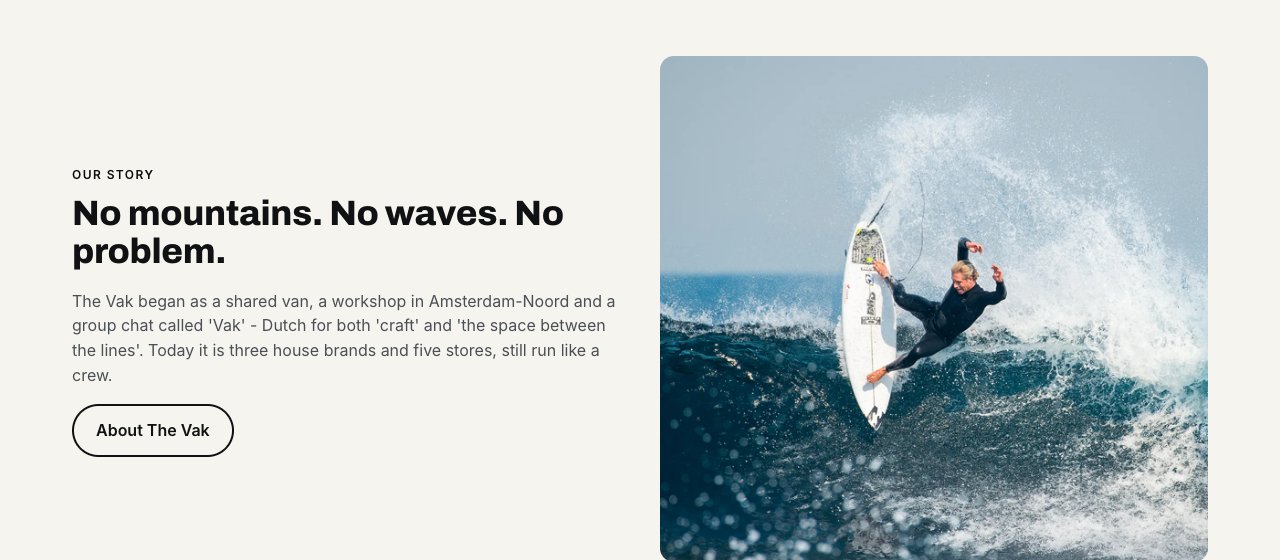 OUR STORY
No mountains. No waves. No
problem.
The Vak began as a shared van, a workshop in Amsterdam-Noord and a
group chat called 'Vak' - Dutch for both 'craft' and 'the space between
the lines'. Today it is three house brands and five stores, still run like a
crew.
About The Vak